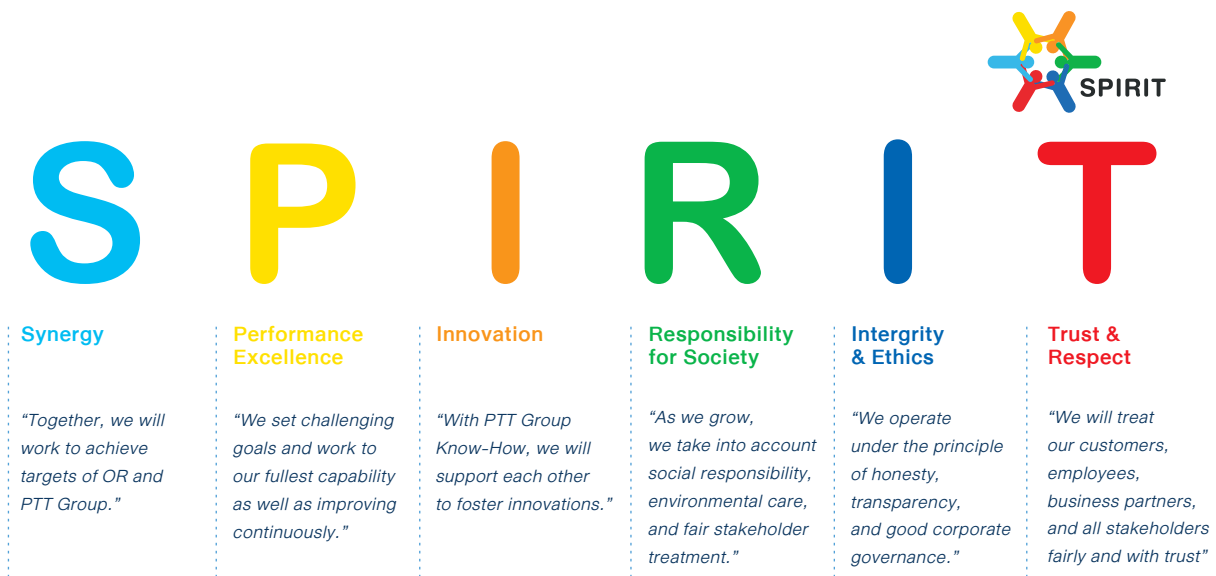 SPIRIT
S P I R I T
Synergy
“Together, we will
work to achieve
targets of OR and
PTT Group.”
Performance
Excellence
“We set challenging
goals and work to
our fullest capability
as well as improving
continuously.”
Innovation
“With PTT Group
Know-How, we will
support each other
to foster innovations.”
Responsibility
for Society
“As we grow,
we take into account
social responsibility,
environmental care,
and fair stakeholder
treatment.”
Intergrity
& Ethics
“We operate
under the principle
of honesty,
transparency,
and good corporate
governance.”
Trust &
Respect
“We will treat
our customers,
employees,
business partners,
and all stakeholders
fairly and with trust”